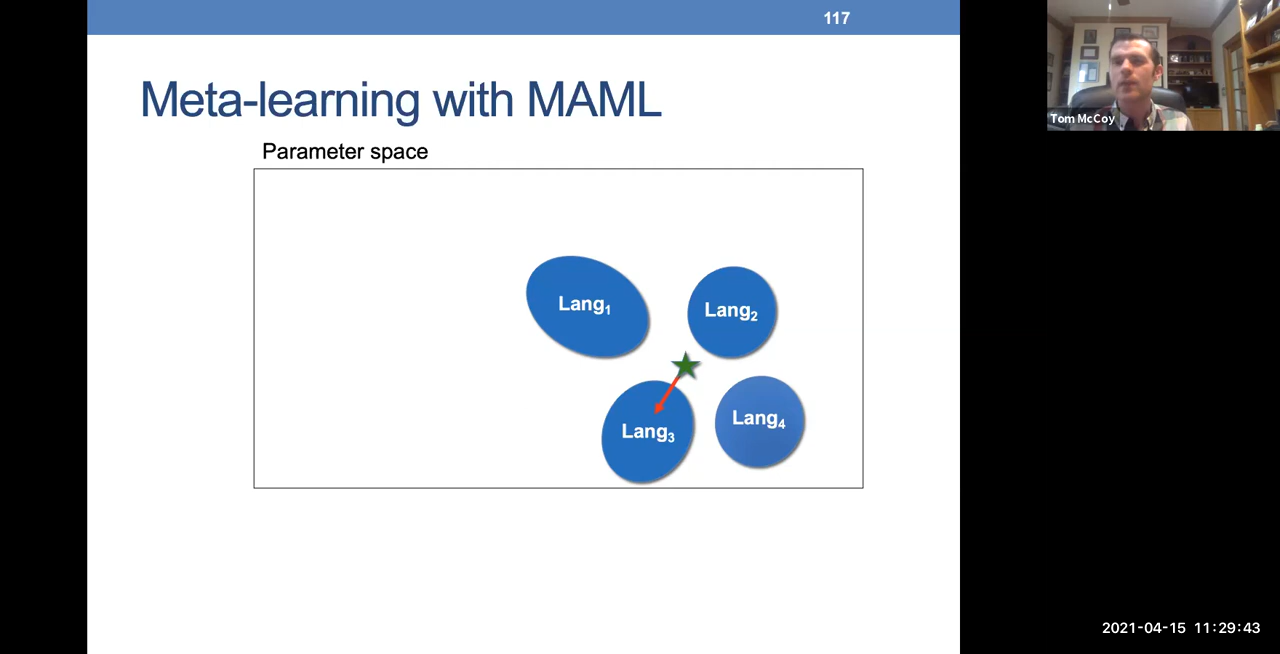 117
Meta-learning with MAML
Parameter space
Lang₁
Lang₂
Lang₃
Lang₄
Tom McCoy
2021-04-15 11:29:43